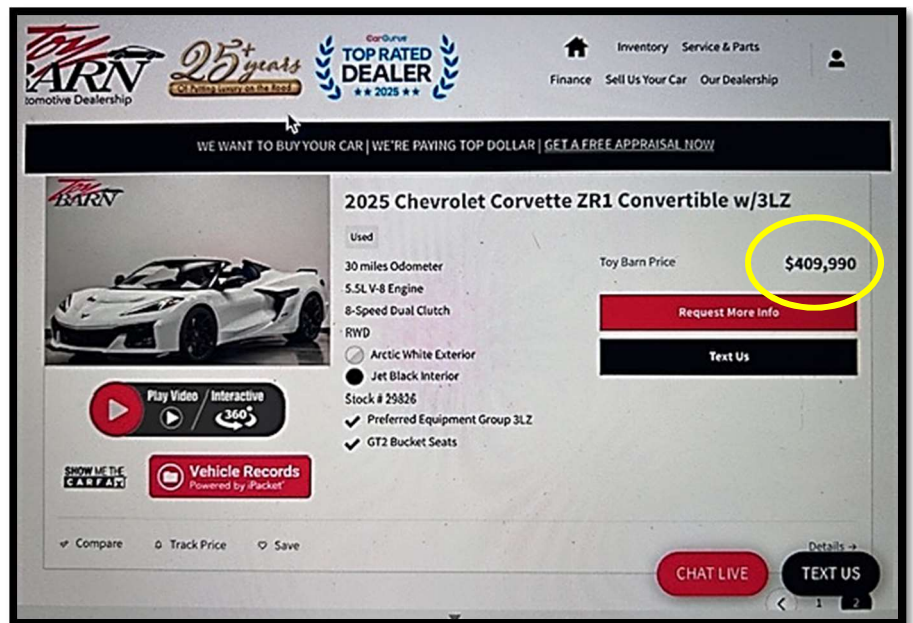 Toy
BARN
Automotive Dealership
25+ years
Of Putting Luxury on the Road
CarGurus
TOP RATED
DEALER
★★ 2025 ★★
Inventory Service & Parts
Finance Sell Us Your Car Our Dealership
WE WANT TO BUY YOUR CAR | WE'RE PAYING TOP DOLLAR | GET A FREE APPRAISAL NOW
Toy
BARN
2025 Chevrolet Corvette ZR1 Convertible w/3LZ
Used
30 miles Odometer
5.5L V-8 Engine
8-Speed Dual Clutch
RWD
Arctic White Exterior
Jet Black Interior
Stock # 29826
Preferred Equipment Group 3LZ
GT2 Bucket Seats
Toy Barn Price $409,990
Request More Info
Text Us
Play Video / Interactive
360°
SHOW ME THE
CARFAX
Vehicle Records
Powered by iPacket
Compare Track Price Save
Details →
CHAT LIVE TEXT US
< 1 2